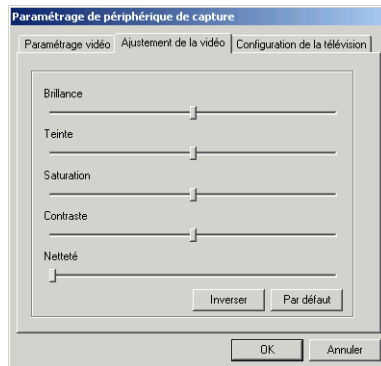 Paramétrage de périphérique de capture
Paramétrage vidéo Ajustement de la vidéo Configuration de la télévision
Brillance
Teinte
Saturation
Contraste
Netteté
Inverser Par défaut
OK Annuler